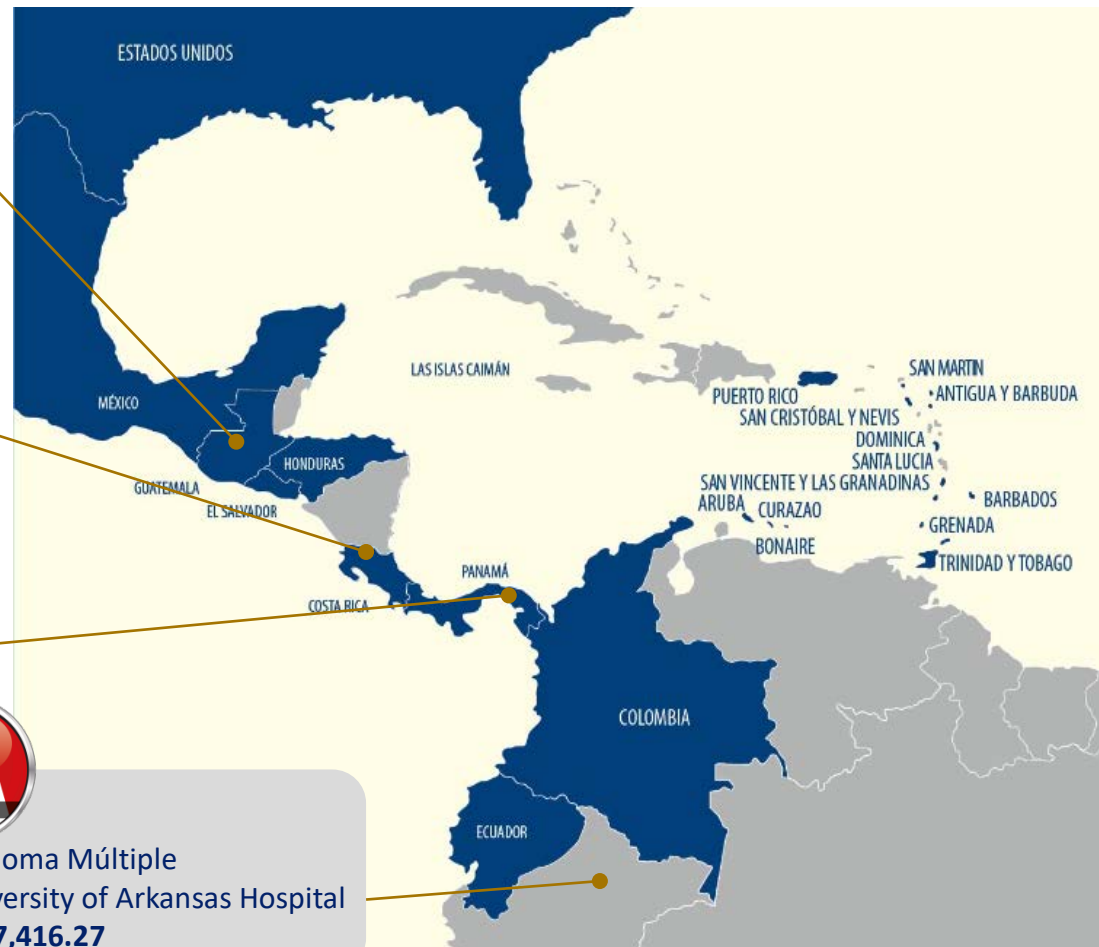 ESTADOS UNIDOS
LAS ISLAS CAIMÁN
SAN MARTIN
PUERTO RICO
ANTIGUA Y BARBUDA
MÉXICO
SAN CRISTÓBAL Y NEVIS
DOMINICA
SANTA LUCIA
HONDURAS
SAN VINCENTE Y LAS GRANADINAS
GUATEMALA
BARBADOS
ARUBA
CURAZAO
EL SALVADOR
GRENADA
BONAIRE
TRINIDAD Y TOBAGO
PANAMÁ
COSTA RICA
COLOMBIA
ECUADOR
oma Múltiple
versity of Arkansas Hospital
7,416.27